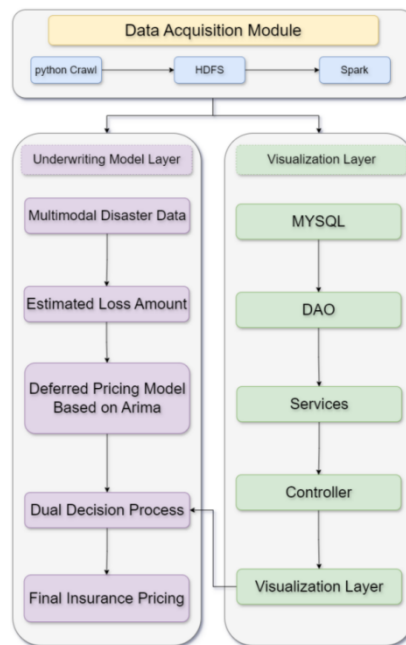 Data Acquisition Module
python Crawl
HDFS
Spark
Underwriting Model Layer
Multimodal Disaster Data
Estimated Loss Amount
Deferred Pricing Model
Based on Arima
Dual Decision Process
Final Insurance Pricing
Visualization Layer
MYSQL
DAO
Services
Controller
Visualization Layer